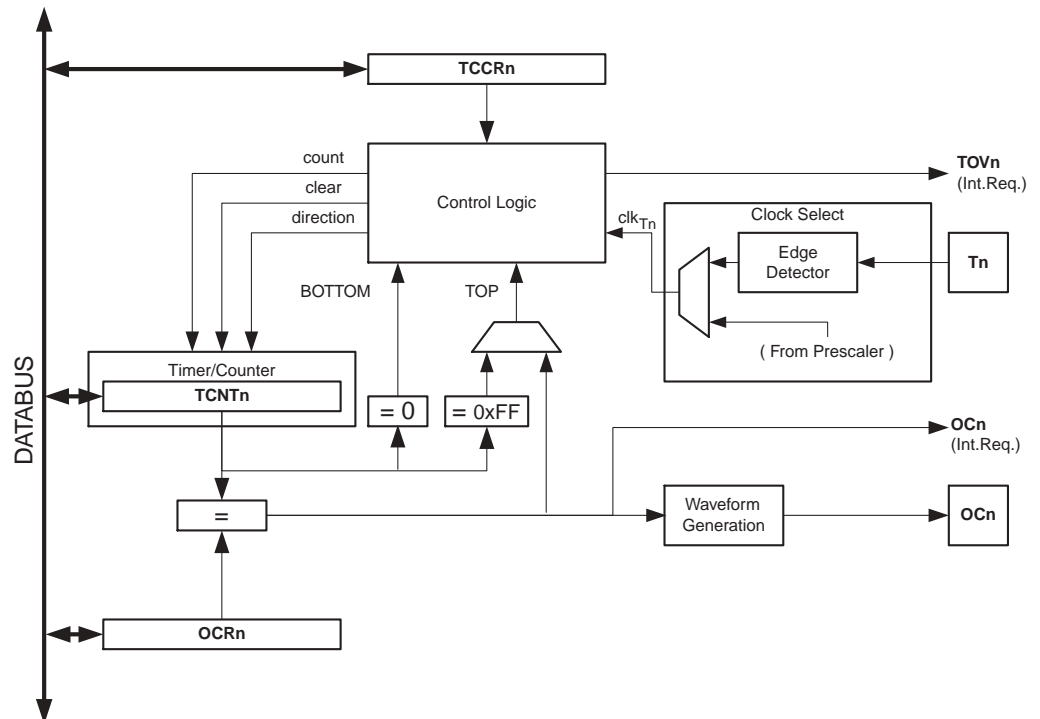 TCCRn
count
clear
direction
Control Logic
TOVn
(Int.Req.)
clkTn
Clock Select
Edge
Detector
Tn
( From Prescaler )
BOTTOM
TOP
Timer/Counter
TCNTn
= 0
= 0xFF
DATABUS
OCn
(Int.Req.)
=
Waveform
Generation
OCn
OCRn